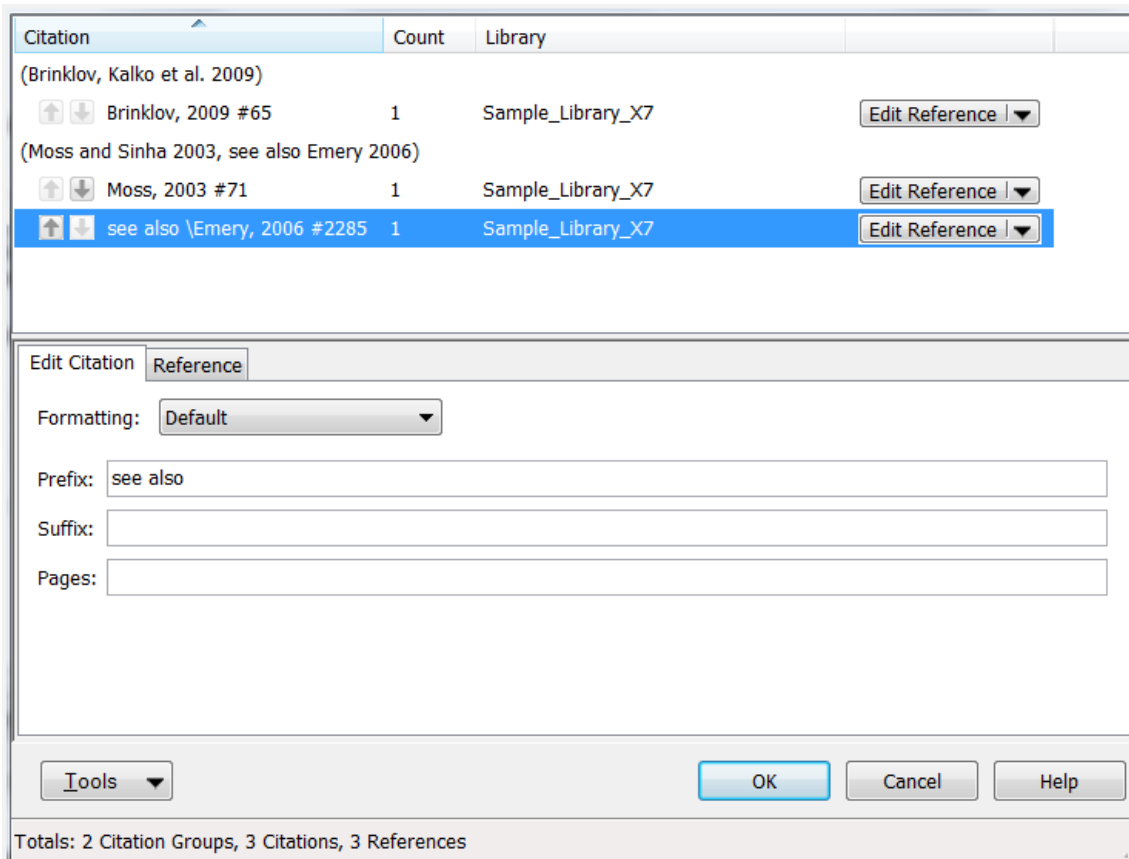 Citation Count Library
(Brinklov, Kalko et al. 2009)
Brinklov, 2009 #65 1 Sample_Library_X7 Edit Reference
(Moss and Sinha 2003, see also Emery 2006)
Moss, 2003 #71 1 Sample_Library_X7 Edit Reference
see also \Emery, 2006 #2285 1 Sample_Library_X7 Edit Reference
Edit Citation Reference
Formatting: Default
Prefix: see also
Suffix:
Pages:
Tools OK Cancel Help
Totals: 2 Citation Groups, 3 Citations, 3 References